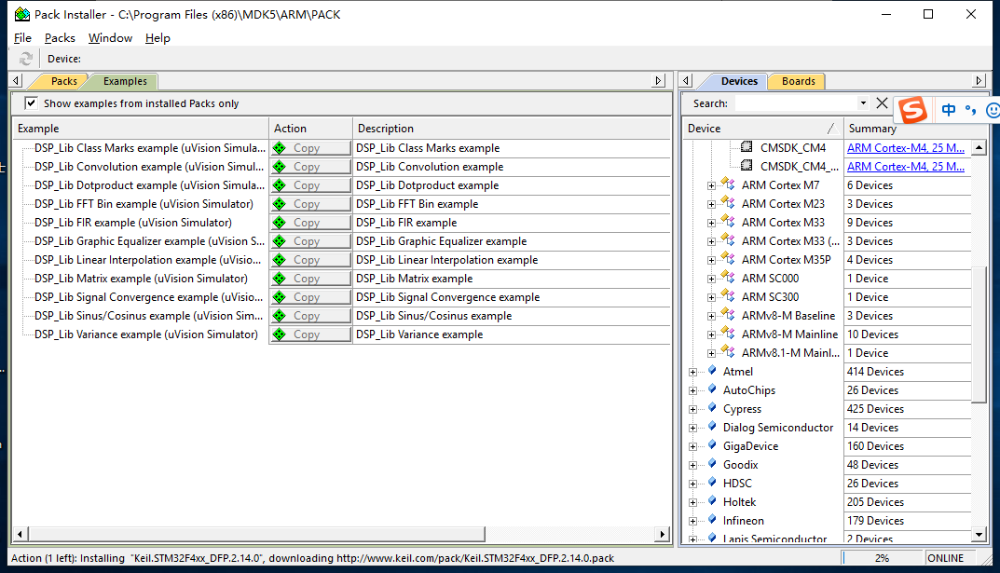 Pack Installer - C:\Program Files (x86)\MDK5\ARM\PACK
File Packs Window Help
Device:
Packs Examples
Show examples from installed Packs only
Example Action Description
DSP_Lib Class Marks example (uVision Simula... Copy DSP_Lib Class Marks example
DSP_Lib Convolution example (uVision Simul... Copy DSP_Lib Convolution example
DSP_Lib Dotproduct example (uVision Simula... Copy DSP_Lib Dotproduct example
DSP_Lib FFT Bin example (uVision Simulator) Copy DSP_Lib FFT Bin example
DSP_Lib FIR example (uVision Simulator) Copy DSP_Lib FIR example
DSP_Lib Graphic Equalizer example (uVision S... Copy DSP_Lib Graphic Equalizer example
DSP_Lib Linear Interpolation example (uVisio... Copy DSP_Lib Linear Interpolation example
DSP_Lib Matrix example (uVision Simulator) Copy DSP_Lib Matrix example
DSP_Lib Signal Convergence example (uVisio... Copy DSP_Lib Signal Convergence example
DSP_Lib Sinus/Cosinus example (uVision Sim... Copy DSP_Lib Sinus/Cosinus example
DSP_Lib Variance example (uVision Simulator) Copy DSP_Lib Variance example
Devices Boards
Search:
S 中
Device Summary
CMSDK_CM4 ARM Cortex-M4, 25 M...
CMSDK_CM4_... ARM Cortex-M4, 25 M...
ARM Cortex M7 6 Devices
ARM Cortex M23 3 Devices
ARM Cortex M33 9 Devices
ARM Cortex M33 (... 3 Devices
ARM Cortex M35P 4 Devices
ARM SC000 1 Device
ARM SC300 1 Device
ARMv8-M Baseline 3 Devices
ARMv8-M Mainline 10 Devices
ARMv8.1-M Mainl... 1 Device
Atmel 414 Devices
AutoChips 26 Devices
Cypress 425 Devices
Dialog Semiconductor 14 Devices
GigaDevice 160 Devices
Goodix 48 Devices
HDSC 26 Devices
Holtek 205 Devices
Infineon 179 Devices
Lapis Semiconductor 2 Devices
Action (1 left): Installing "Keil.STM32F4xx_DFP.2.14.0", downloading http://www.keil.com/pack/Keil.STM32F4xx_DFP.2.14.0.pack
2% ONLINE